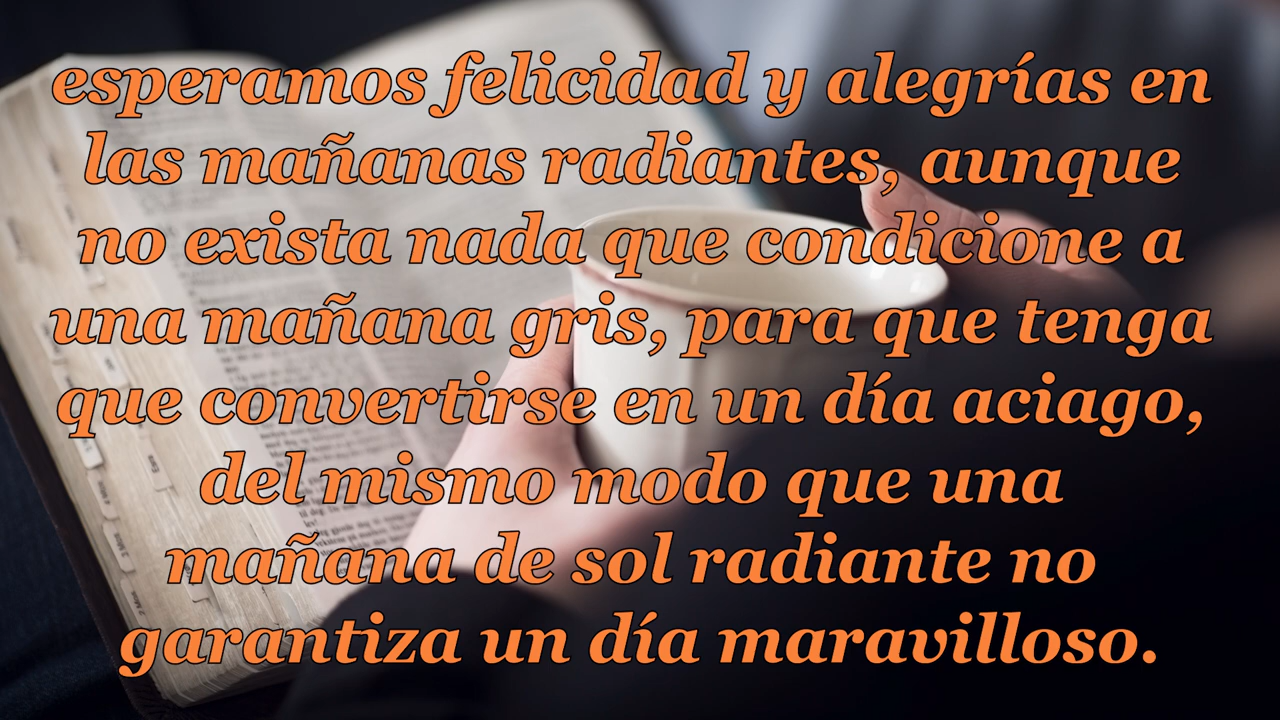 esperamos felicidad y alegrías en
las mañanas radiantes, aunque
no exista nada que condicione a
una mañana gris, para que tenga
que convertirse en un día aciago,
del mismo modo que una
mañana de sol radiante no
garantiza un día maravilloso.